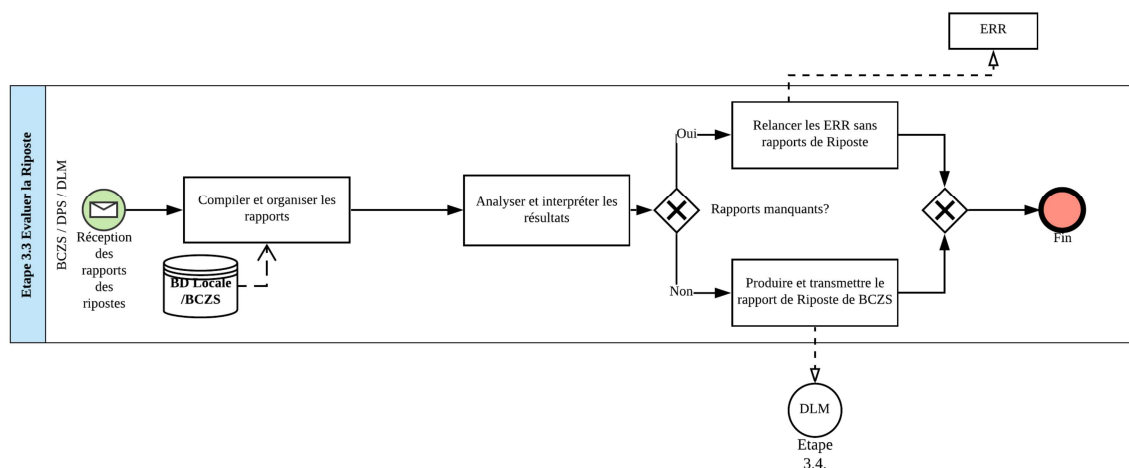 ERR
Etape 3.3 Evaluer la Riposte
BCZS / DPS / DLM
Réception
des
rapports
des
ripostes
Compiler et organiser les
rapports
BD Locale
/BCZS
Analyser et interpréter les
résultats
Rapports manquants?
Oui
Relancer les ERR sans
rapports de Riposte
Non
Produire et transmettre le
rapport de Riposte de BCZS
Fin
DLM
Etape
3.4.